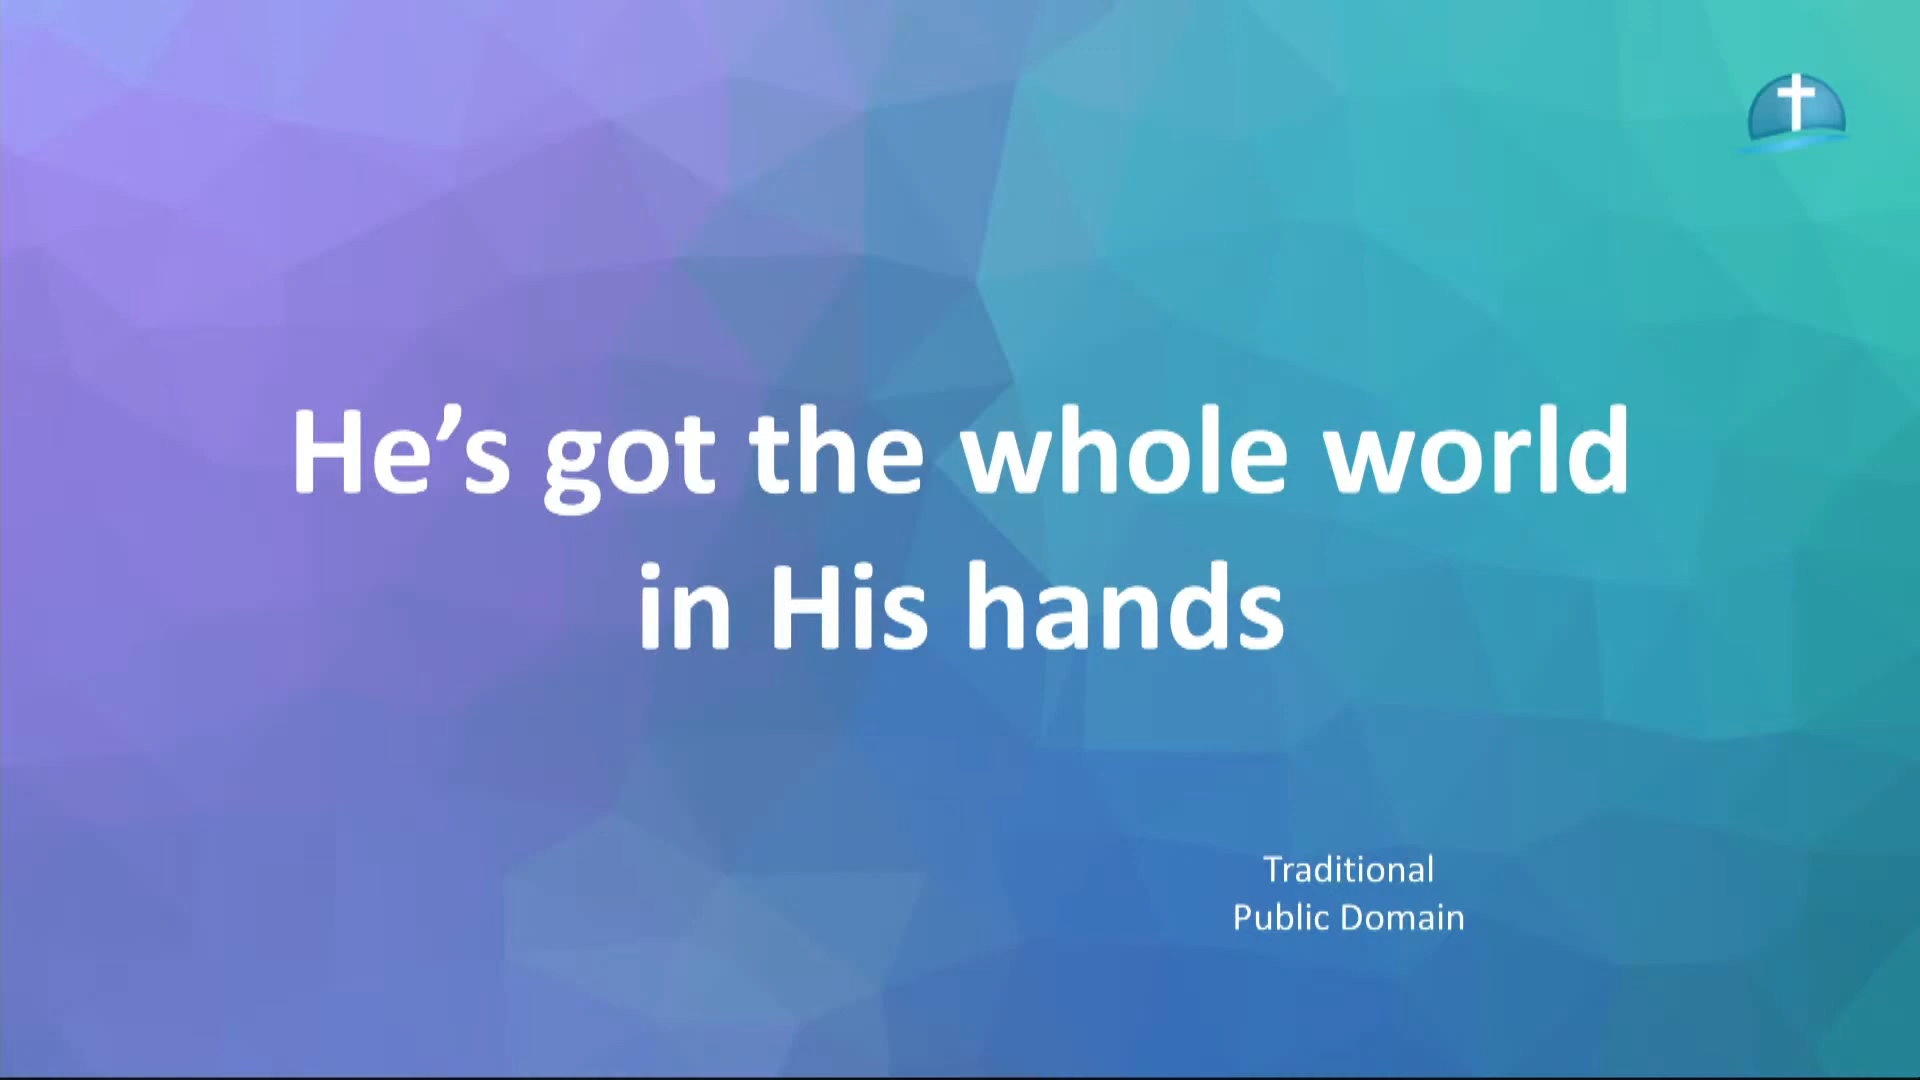 He’s got the whole world
in His hands
Traditional
Public Domain